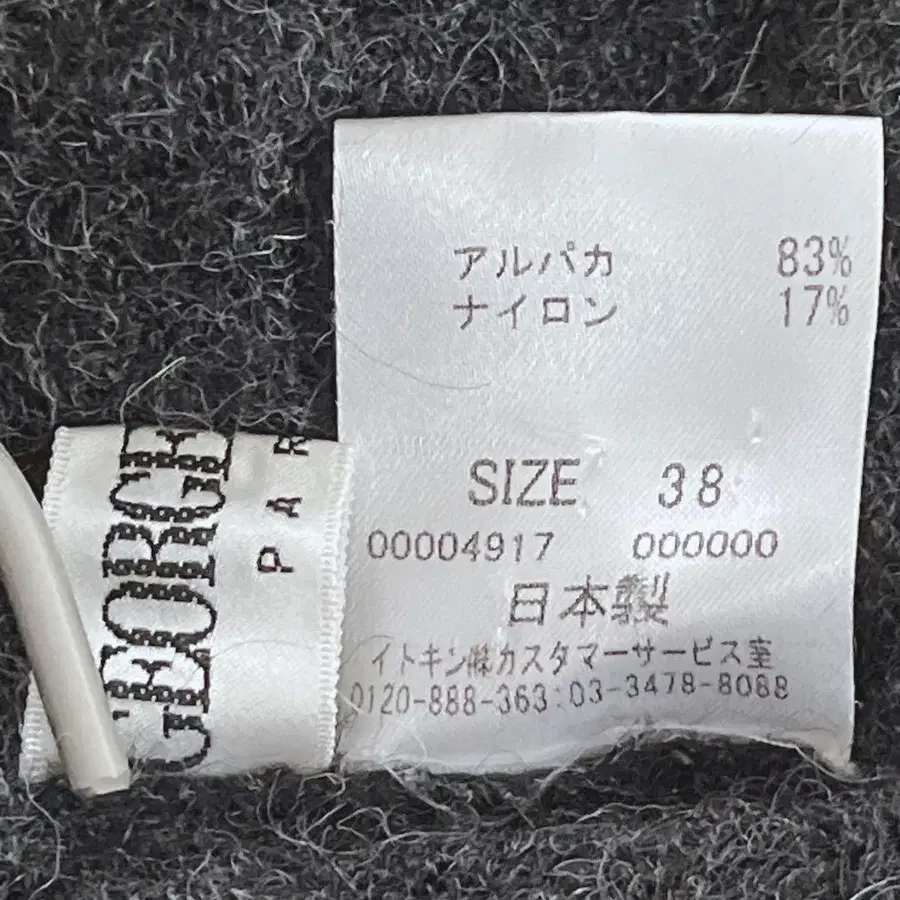 アルパカ 83%
ナイロン 17%
SIZE 38
00004917 000000
日本製
イトキン㈱カスタマーサービス室
0120-888-363:03-3478-8088
GEORGE
PAR